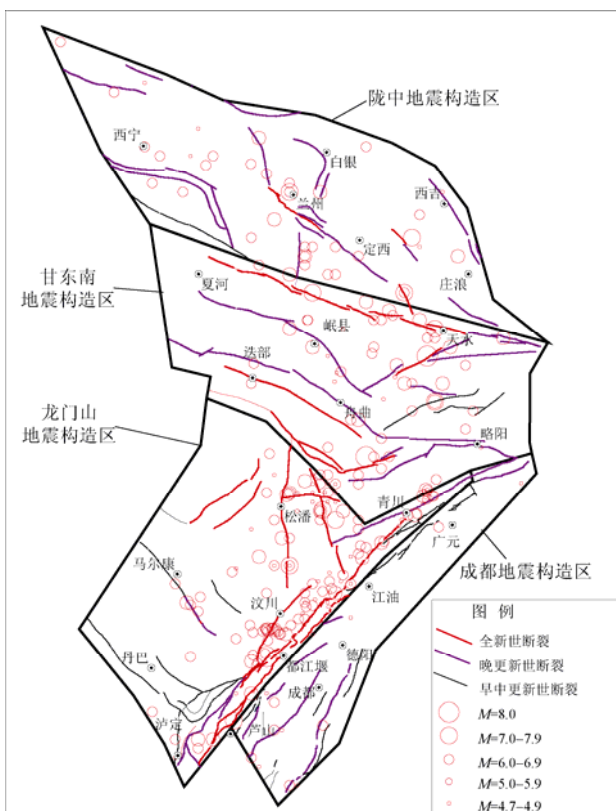 陇中地震构造区
西宁
白银
兰州
西吉
定西
甘东南
地震构造区
夏河
庄浪
岷县
天水
迭部
龙门山
地震构造区
舟曲
略阳
青川
松潘
广元
成都地震构造区
马尔康
江油
汶川
图 例
丹巴
都江堰
德阳
全新世断裂
成都
晚更新世断裂
泸定
芦山
早中更新世断裂
M=8.0
M=7.0–7.9
M=6.0–6.9
M=5.0–5.9
M=4.7–4.9